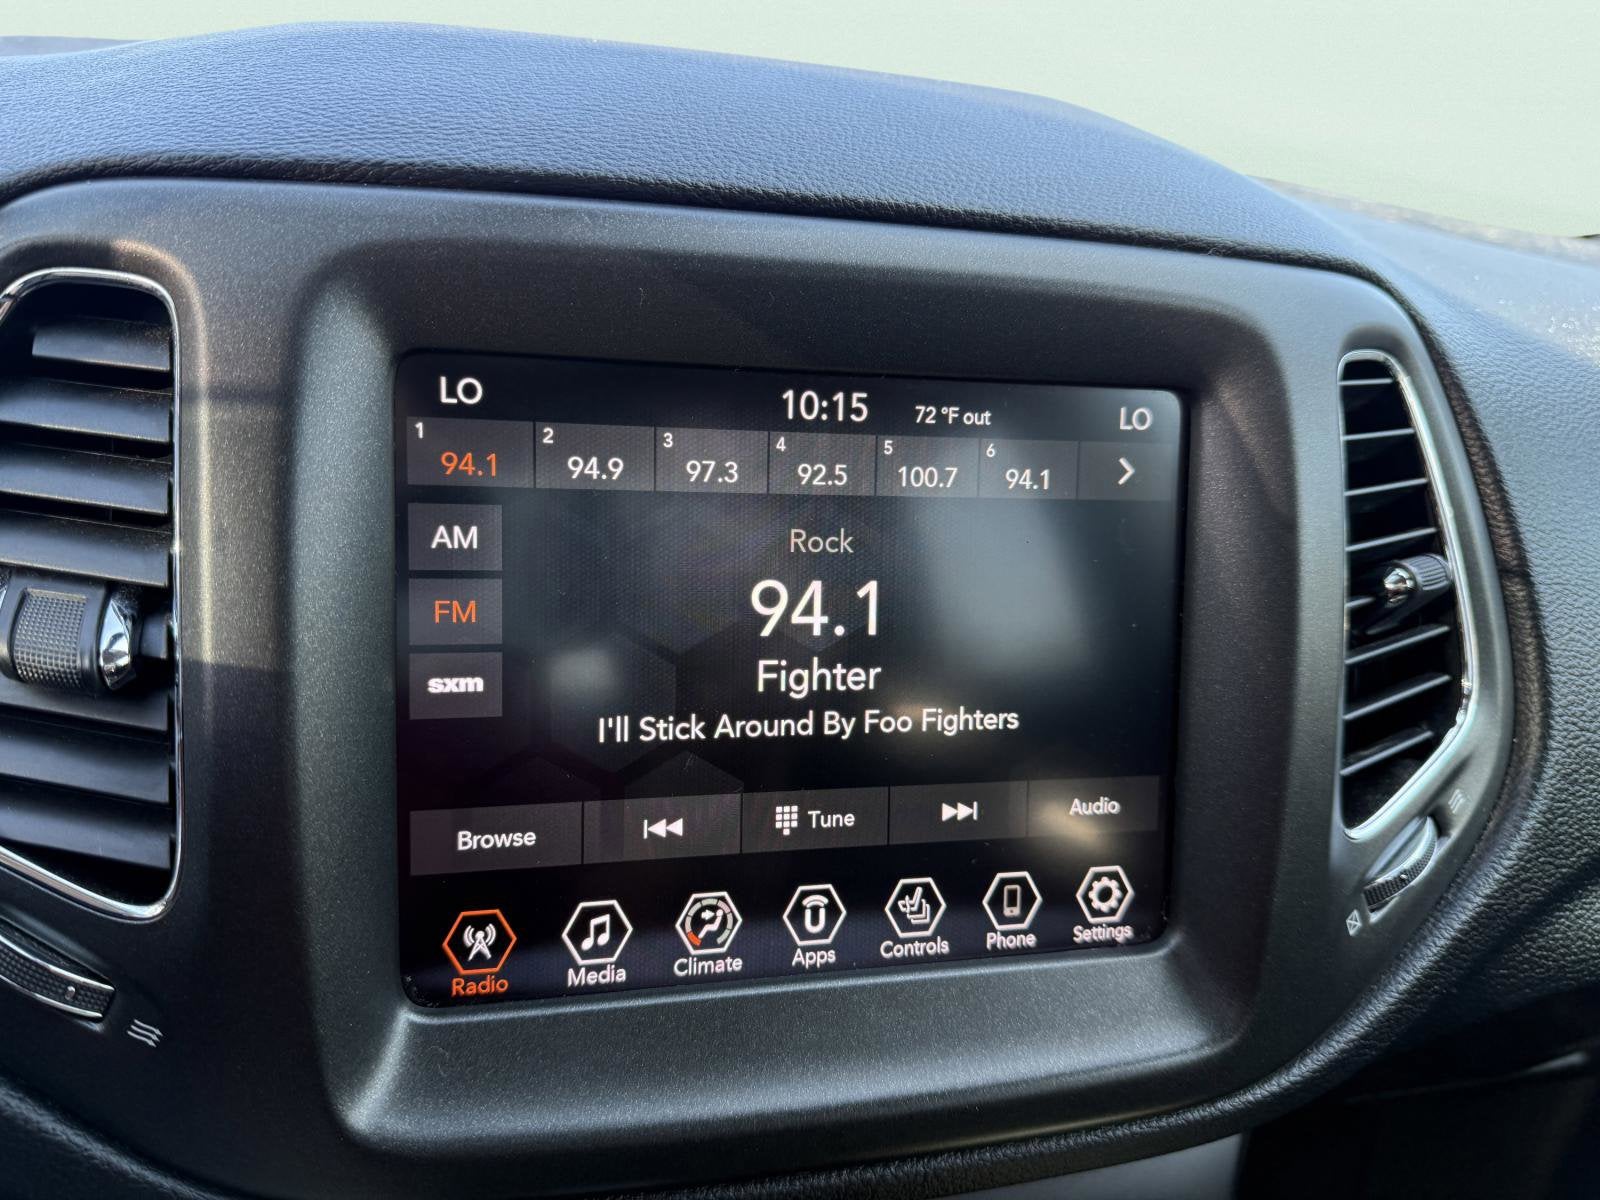 LO 10:15 72 °F out LO
1 2 3 4 5 6
94.1 94.9 97.3 92.5 100.7 94.1
AM
Rock
FM
94.1
sxm
Fighter
I'll Stick Around By Foo Fighters
Browse Tune Audio
Radio Media Climate Apps Controls Phone Settings